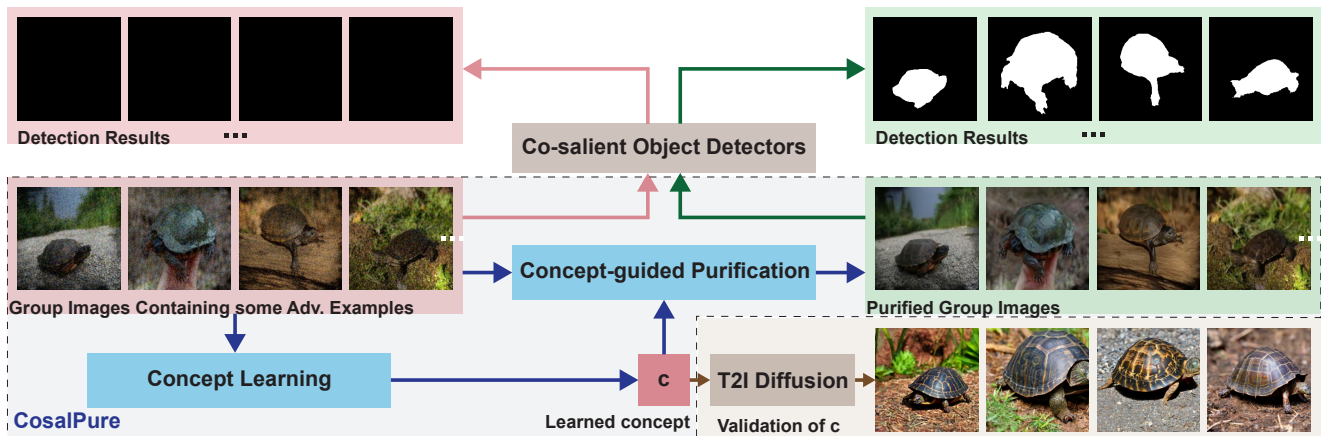 Detection Results ...
Detection Results ...
Co-salient Object Detectors
Concept-guided Purification
Group Images Containing some Adv. Examples
Purified Group Images
Concept Learning
c
T2I Diffusion
CosalPure
Learned concept
Validation of c